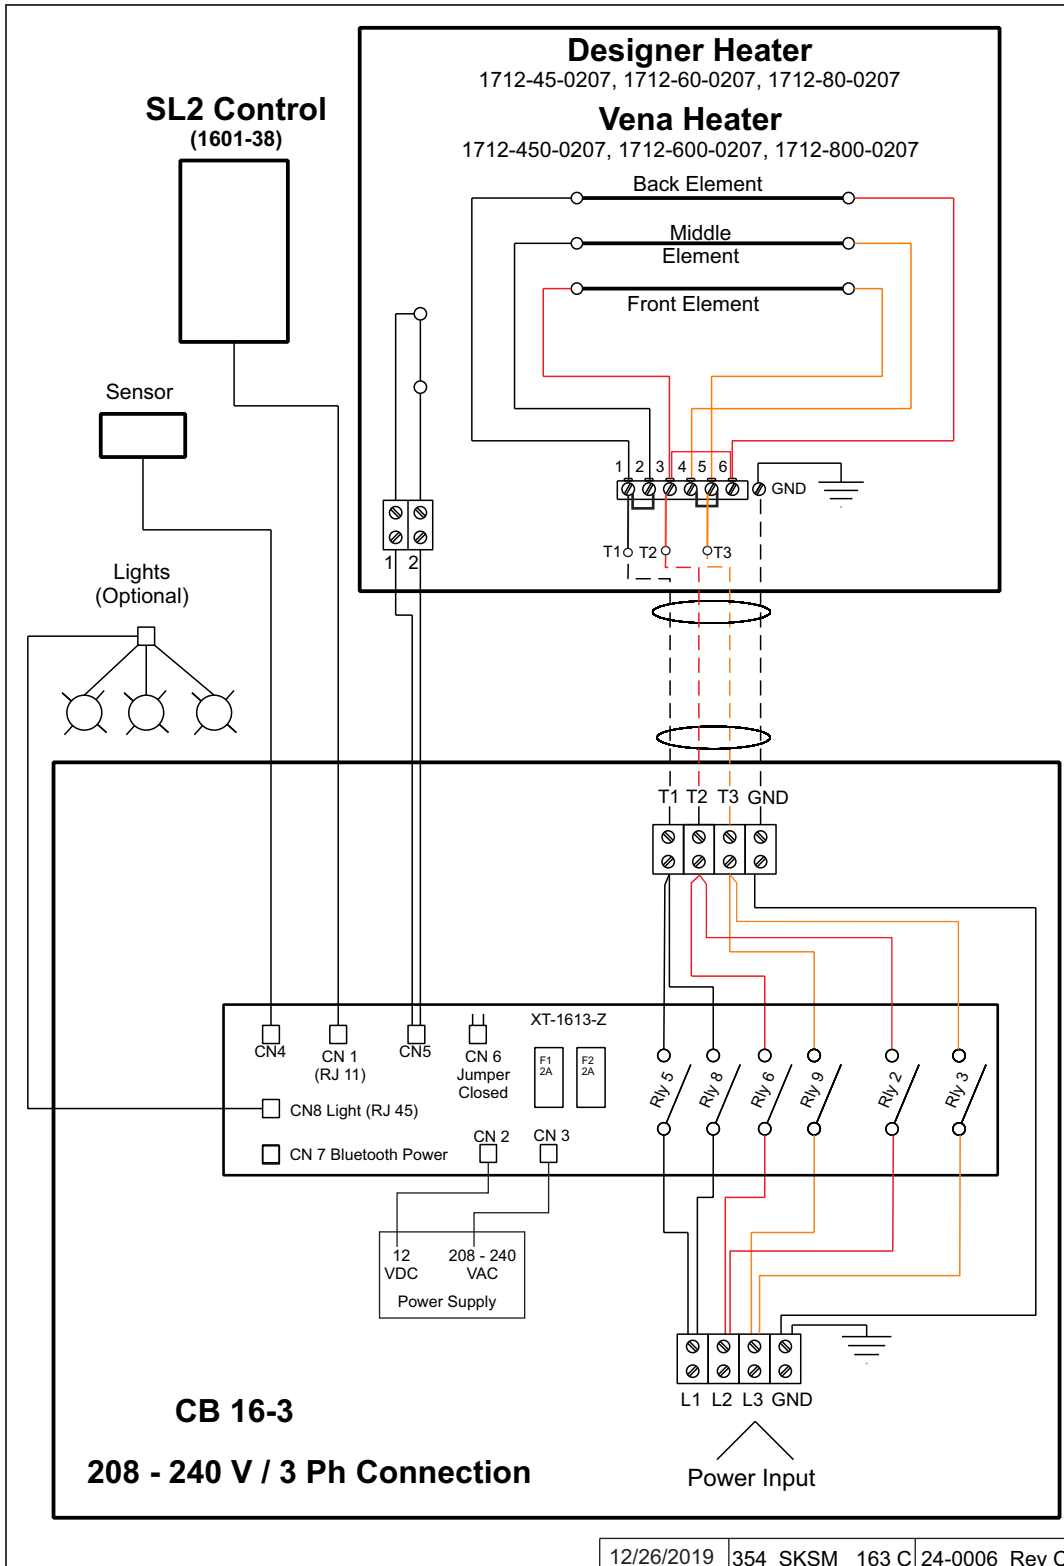 Designer Heater
1712-45-0207, 1712-60-0207, 1712-80-0207
Vena Heater
1712-450-0207, 1712-600-0207, 1712-800-0207
SL2 Control
(1601-38)
Back Element
Middle
Element
Front Element
Sensor
1 2 3 4 5 6
GND
T1 T2 T3
1 2
Lights
(Optional)
T1 T2 T3 GND
XT-1613-Z
CN4
CN 1
(RJ 11)
CN5
CN 6
Jumper
Closed
F1
2A
F2
2A
Rly 5
Rly 8
Rly 6
Rly 9
Rly 2
Rly 3
CN8 Light (RJ 45)
CN 7 Bluetooth Power
CN 2
CN 3
12
VDC
208 - 240
VAC
Power Supply
L1 L2 L3 GND
Power Input
CB 16-3
208 - 240 V / 3 Ph Connection
12/26/2019 354 SKSM 163 C 24-0006 Rev C